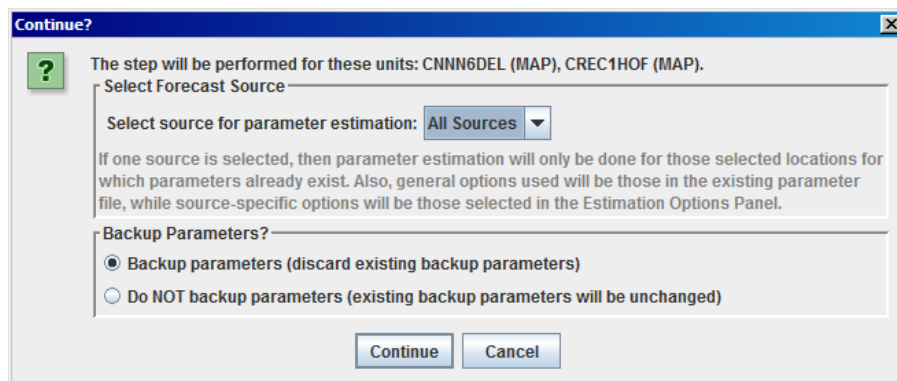 Continue?
The step will be performed for these units: CNNN6DEL (MAP), CREC1HOF (MAP).
Select Forecast Source
Select source for parameter estimation: All Sources
If one source is selected, then parameter estimation will only be done for those selected locations for
which parameters already exist. Also, general options used will be those in the existing parameter
file, while source-specific options will be those selected in the Estimation Options Panel.
Backup Parameters?
Backup parameters (discard existing backup parameters)
Do NOT backup parameters (existing backup parameters will be unchanged)
Continue Cancel